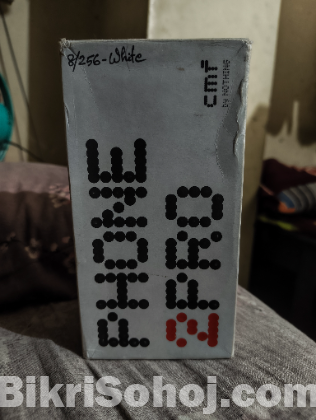 8/256-White
cmf
BY NOTHING
PHONE
2 PRO
BikriSohoj.com